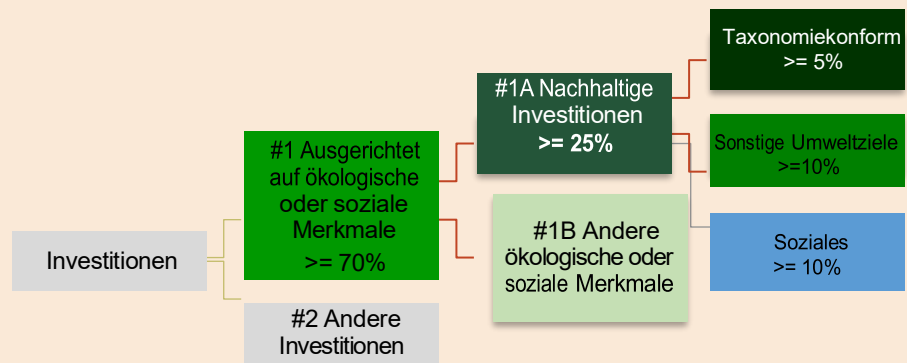 Investitionen
#1 Ausgerichtet
auf ökologische
oder soziale
Merkmale
>= 70%
#2 Andere
Investitionen
#1A Nachhaltige
Investitionen
>= 25%
#1B Andere
ökologische oder
soziale Merkmale
Taxonomiekonform
>= 5%
Sonstige Umweltziele
>=10%
Soziales
>= 10%